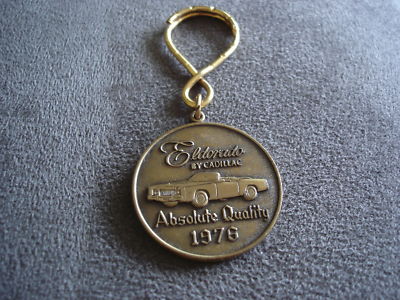 Eldorado
BY CADILLAC
Absolute Quality
1978